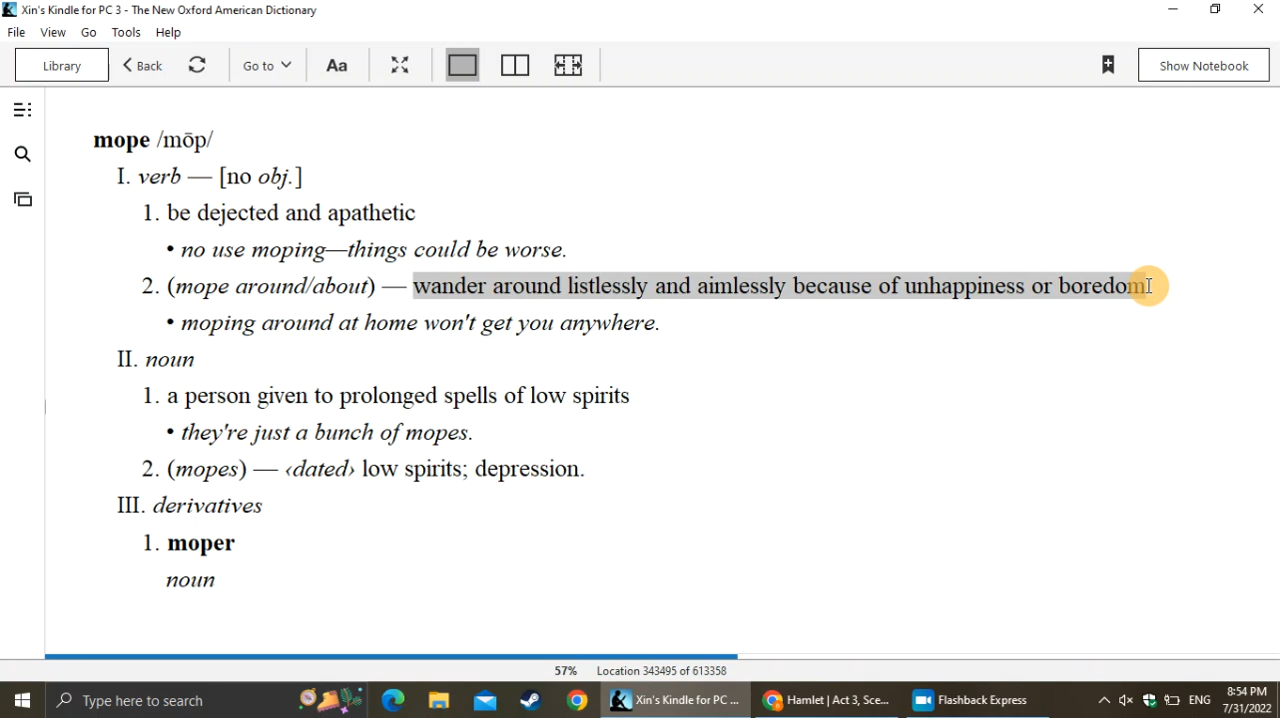 Xin's Kindle for PC 3 - The New Oxford American Dictionary
File View Go Tools Help
Library Back Go to Aa Show Notebook
mope /mōp/
I. verb — [no obj.]
1. be dejected and apathetic
• no use moping—things could be worse.
2. (mope around/about) — wander around listlessly and aimlessly because of unhappiness or boredom
• moping around at home won't get you anywhere.
II. noun
1. a person given to prolonged spells of low spirits
• they're just a bunch of mopes.
2. (mopes) — ‹dated› low spirits; depression.
III. derivatives
1. moper
noun
57% Location 343495 of 613358
Type here to search Xin's Kindle for PC ... Hamlet | Act 3, Sce... Flashback Express ENG 8:54 PM
7/31/2022